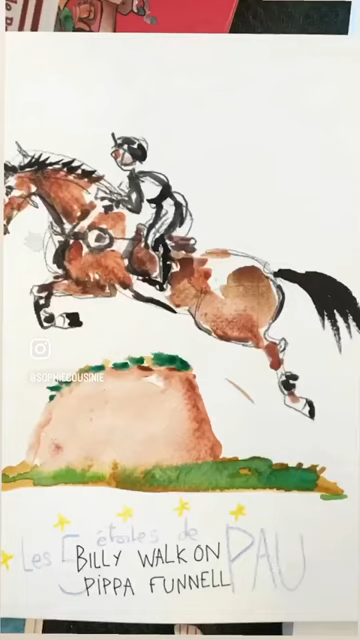 @SOPHIECOUSINIE
Les 5 étoiles de PAU
BILLY WALK ON
PIPPA FUNNELL